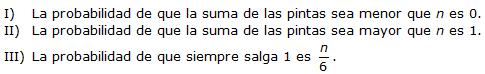 I) La probabilidad de que la suma de las pintas sea menor que n es 0.
II) La probabilidad de que la suma de las pintas sea mayor que n es 1.
III) La probabilidad de que siempre salga 1 es n/6.